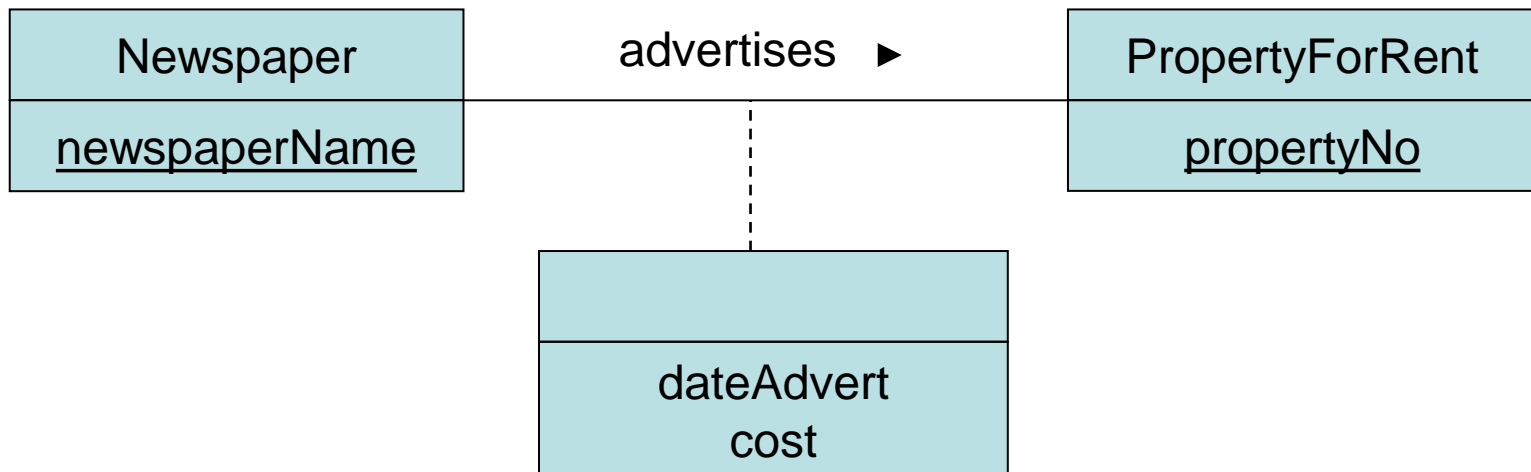 Newspaper
advertises ►
PropertyForRent
newspaperName
propertyNo
dateAdvert
cost